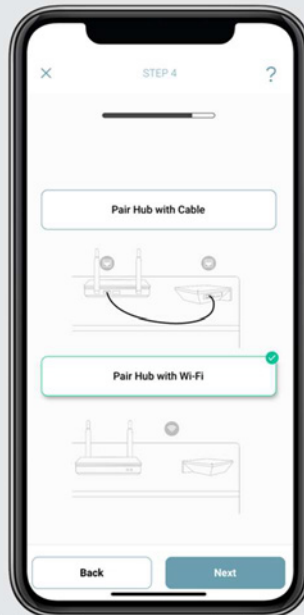 STEP 4
?
Pair Hub with Cable
Pair Hub with Wi-Fi
Back
Next